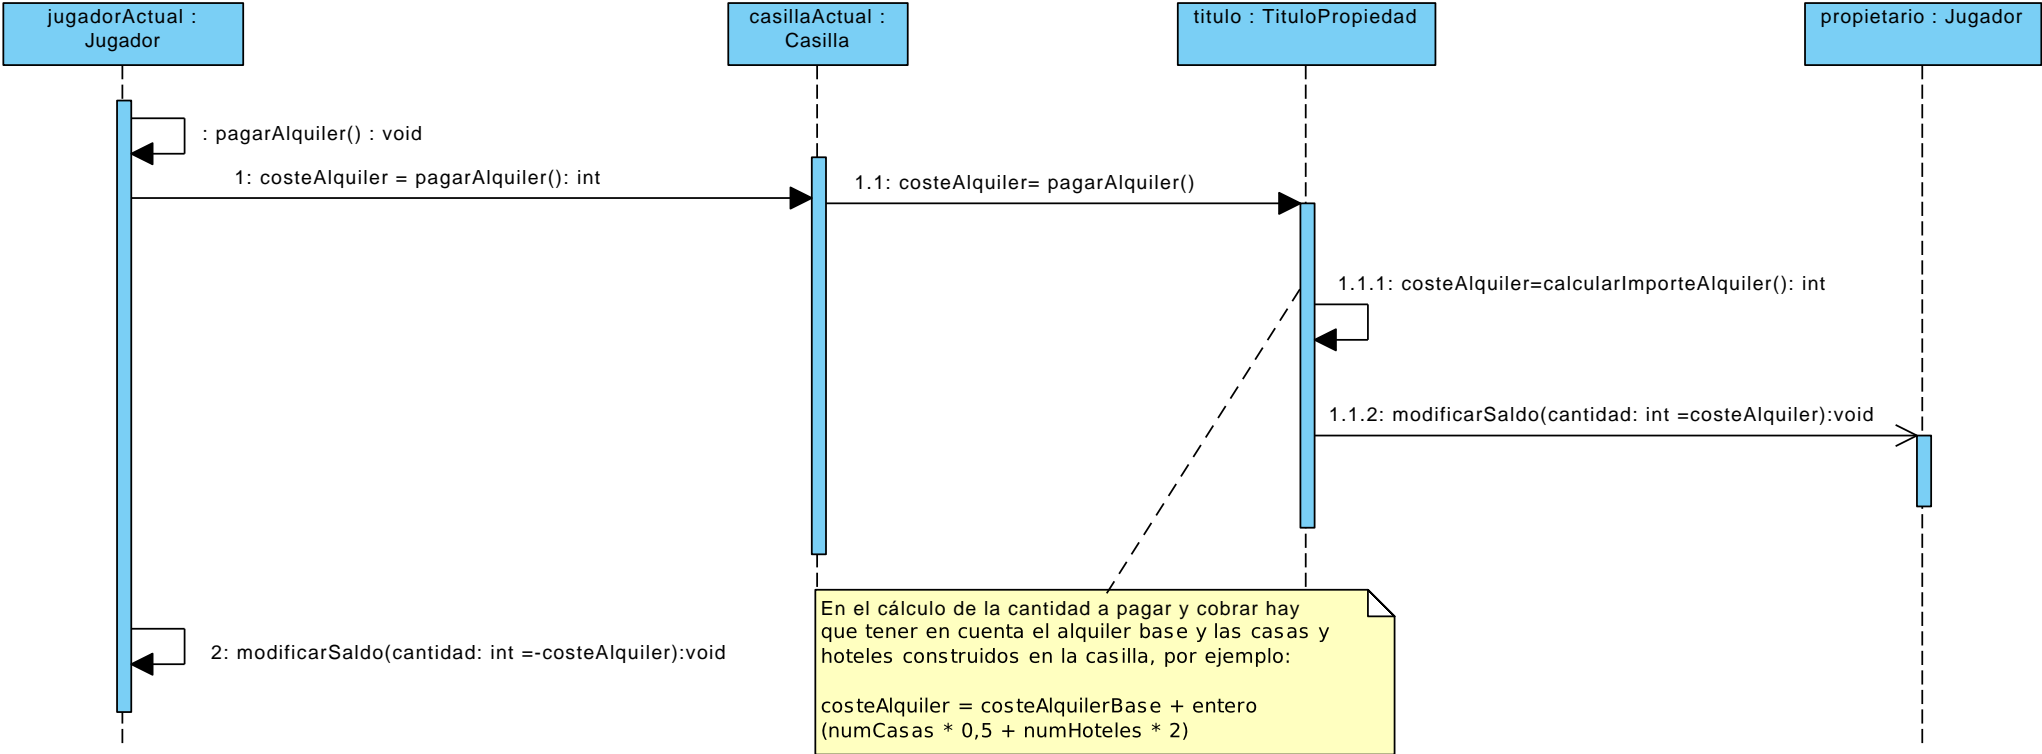 jugadorActual :
Jugador
casillaActual :
Casilla
titulo : TituloPropiedad
propietario : Jugador
: pagarAlquiler() : void
1: costeAlquiler = pagarAlquiler(): int
1.1: costeAlquiler= pagarAlquiler()
1.1.1: costeAlquiler=calcularImporteAlquiler(): int
1.1.2: modificarSaldo(cantidad: int =costeAlquiler):void
2: modificarSaldo(cantidad: int =-costeAlquiler):void
En el cálculo de la cantidad a pagar y cobrar hay
que tener en cuenta el alquiler base y las casas y
hoteles construidos en la casilla, por ejemplo:
costeAlquiler = costeAlquilerBase + entero
(numCasas * 0,5 + numHoteles * 2)